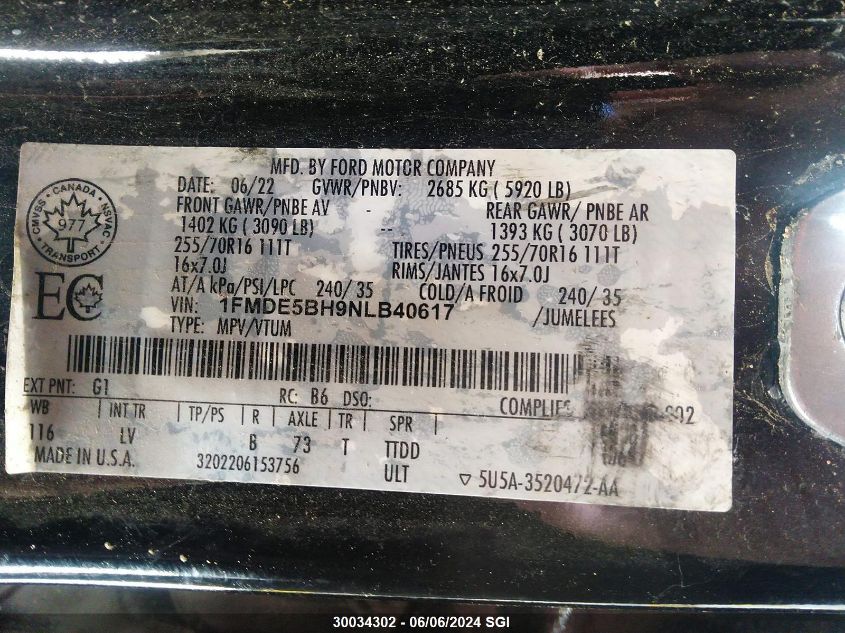 MFD. BY FORD MOTOR COMPANY
DATE: 06/22 GVWR/PNBV: 2685 KG ( 5920 LB)
FRONT GAWR/PNBE AV - REAR GAWR/ PNBE AR
1402 KG ( 3090 LB) -- 1393 KG ( 3070 LB)
255/70R16 111T TIRES/PNEUS 255/70R16 111T
16x7.0J RIMS/JANTES 16x7.0J
AT/A kPa/PSI/LPC 240/ 35 COLD/A FROID 240/ 35
VIN: 1FMDE5BH9NLB40617 /JUMELEES
TYPE: MPV/VTUM
CMVSS - CANADA - NSVAC
977
TRANSPORT
EC
EXT PNT: G1 RC: B6 DSO: COMPLIES
WB INT TR TP/PS R AXLE TR SPR
116 LV B 73 T TTDD
MADE IN U.S.A. 3202206153756 ULT ▽ 5U5A-3520472-AA
30034302 - 06/06/2024 SGI